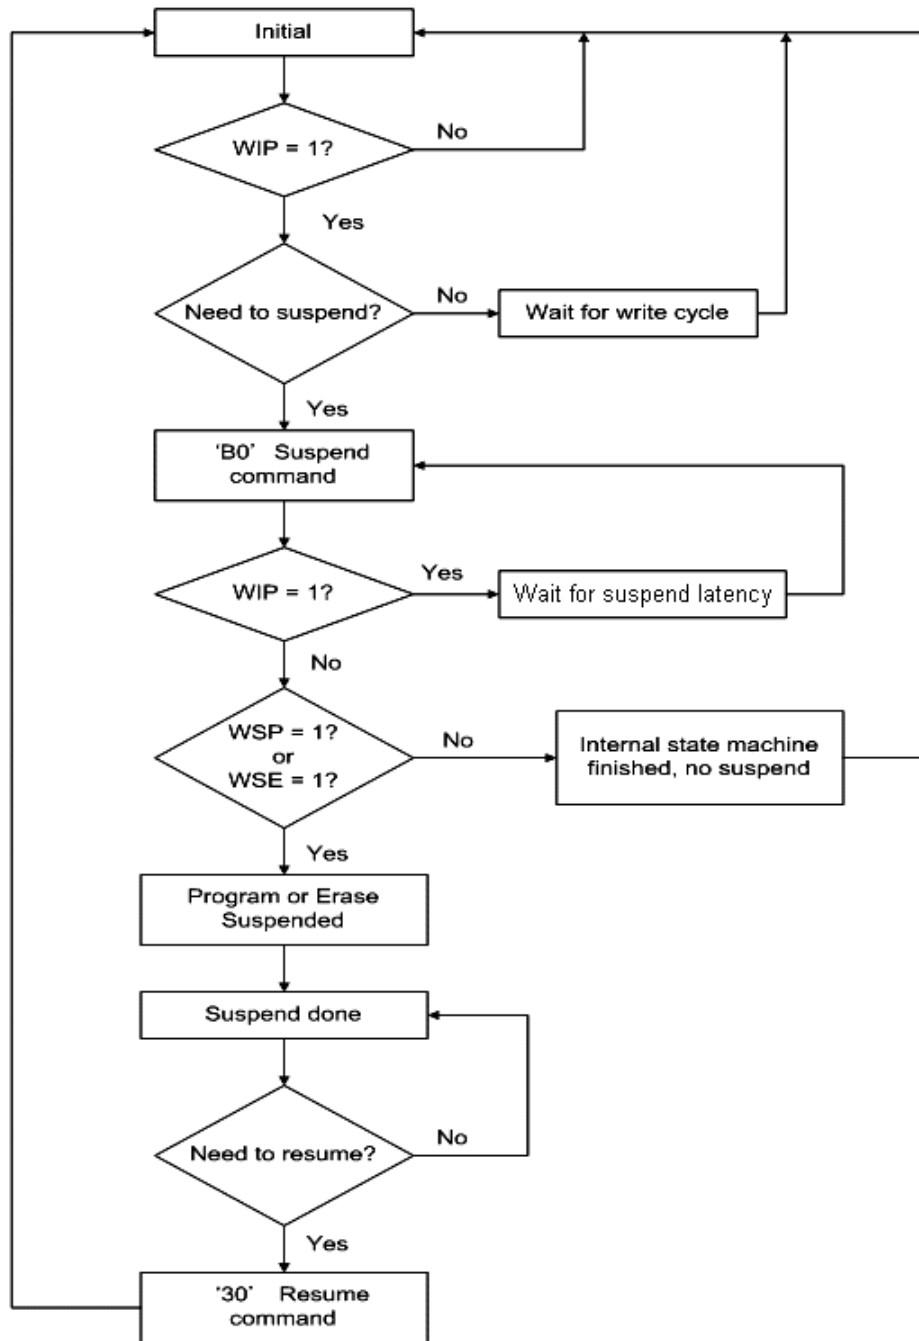 Initial
WIP = 1?
No
Yes
Need to suspend?
No
Wait for write cycle
Yes
‘B0’ Suspend
command
WIP = 1?
Yes
Wait for suspend latency
No
WSP = 1?
or
WSE = 1?
No
Internal state machine
finished, no suspend
Yes
Program or Erase
Suspended
Suspend done
Need to resume?
No
Yes
‘30’ Resume
command